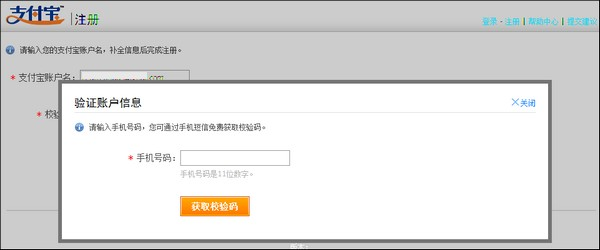 支付宝 | 注册
登录 - 注册 | 帮助中心 | 提交建议
请输入您的支付宝账户名，补全信息后完成注册。
* 支付宝账户名： .com
* 校验
验证账户信息
×关闭
请输入手机号码，您可通过手机短信免费获取校验码。
* 手机号码：
手机号码是11位数字。
获取校验码